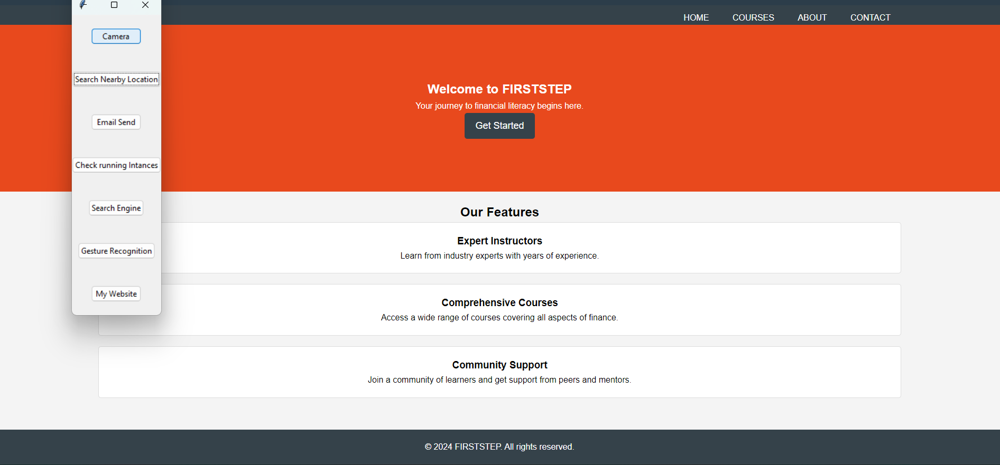 HOME COURSES ABOUT CONTACT
Camera
Search Nearby Location
Email Send
Check running Intances
Search Engine
Gesture Recognition
My Website
Welcome to FIRSTSTEP
Your journey to financial literacy begins here.
Get Started
Our Features
Expert Instructors
Learn from industry experts with years of experience.
Comprehensive Courses
Access a wide range of courses covering all aspects of finance.
Community Support
Join a community of learners and get support from peers and mentors.
© 2024 FIRSTSTEP. All rights reserved.